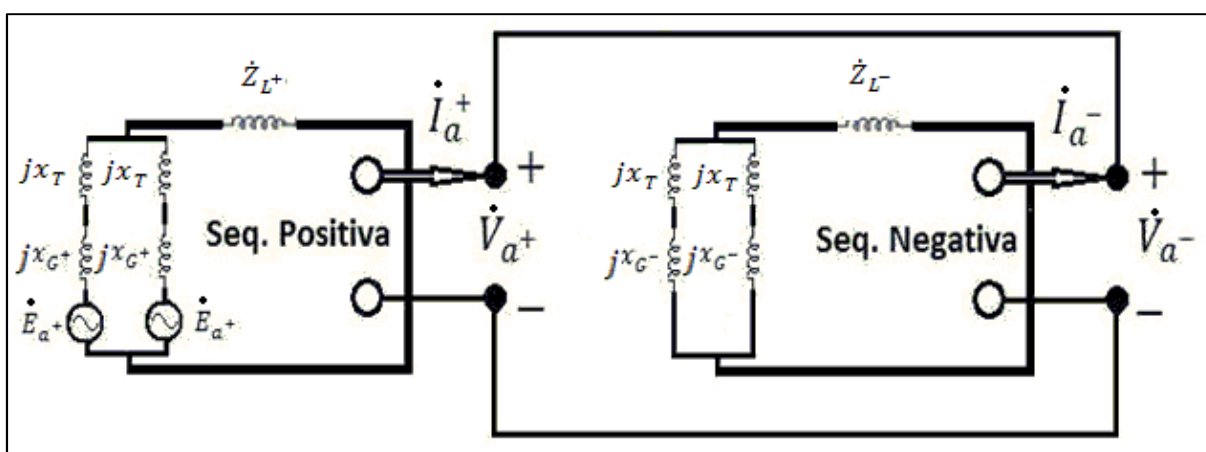 Ż_L+
İ_a^+
+
jx_T jx_T
Seq. Positiva
V̇_a+
jx_G+ jx_G+
Ė_a+ Ė_a+
−
Ż_L-
İ_a^-
+
jx_T jx_T
Seq. Negativa
V̇_a-
jx_G- jx_G-
−